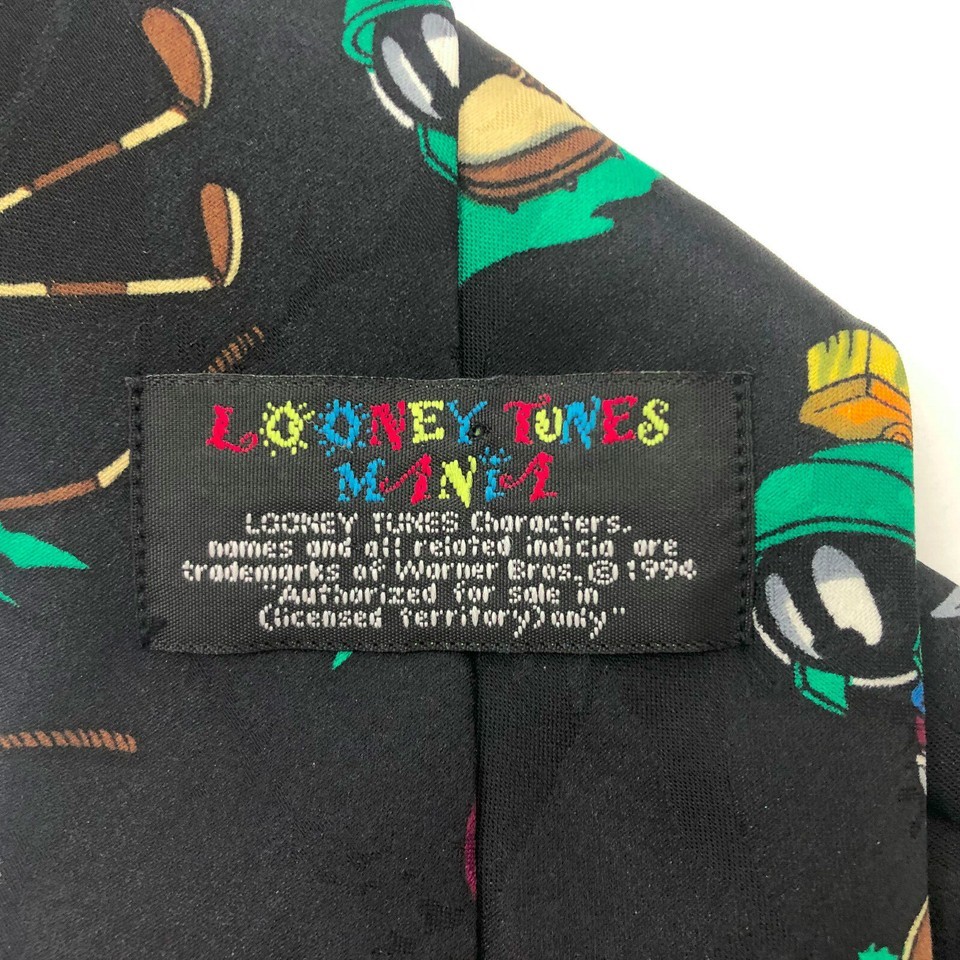 LOONEY TUNES
MANiA
LOONEY TUNES Characters,
names and all related indicia are
trademarks of Warner Bros. © 1994
Authorized for sale in
(licensed Territory) only"